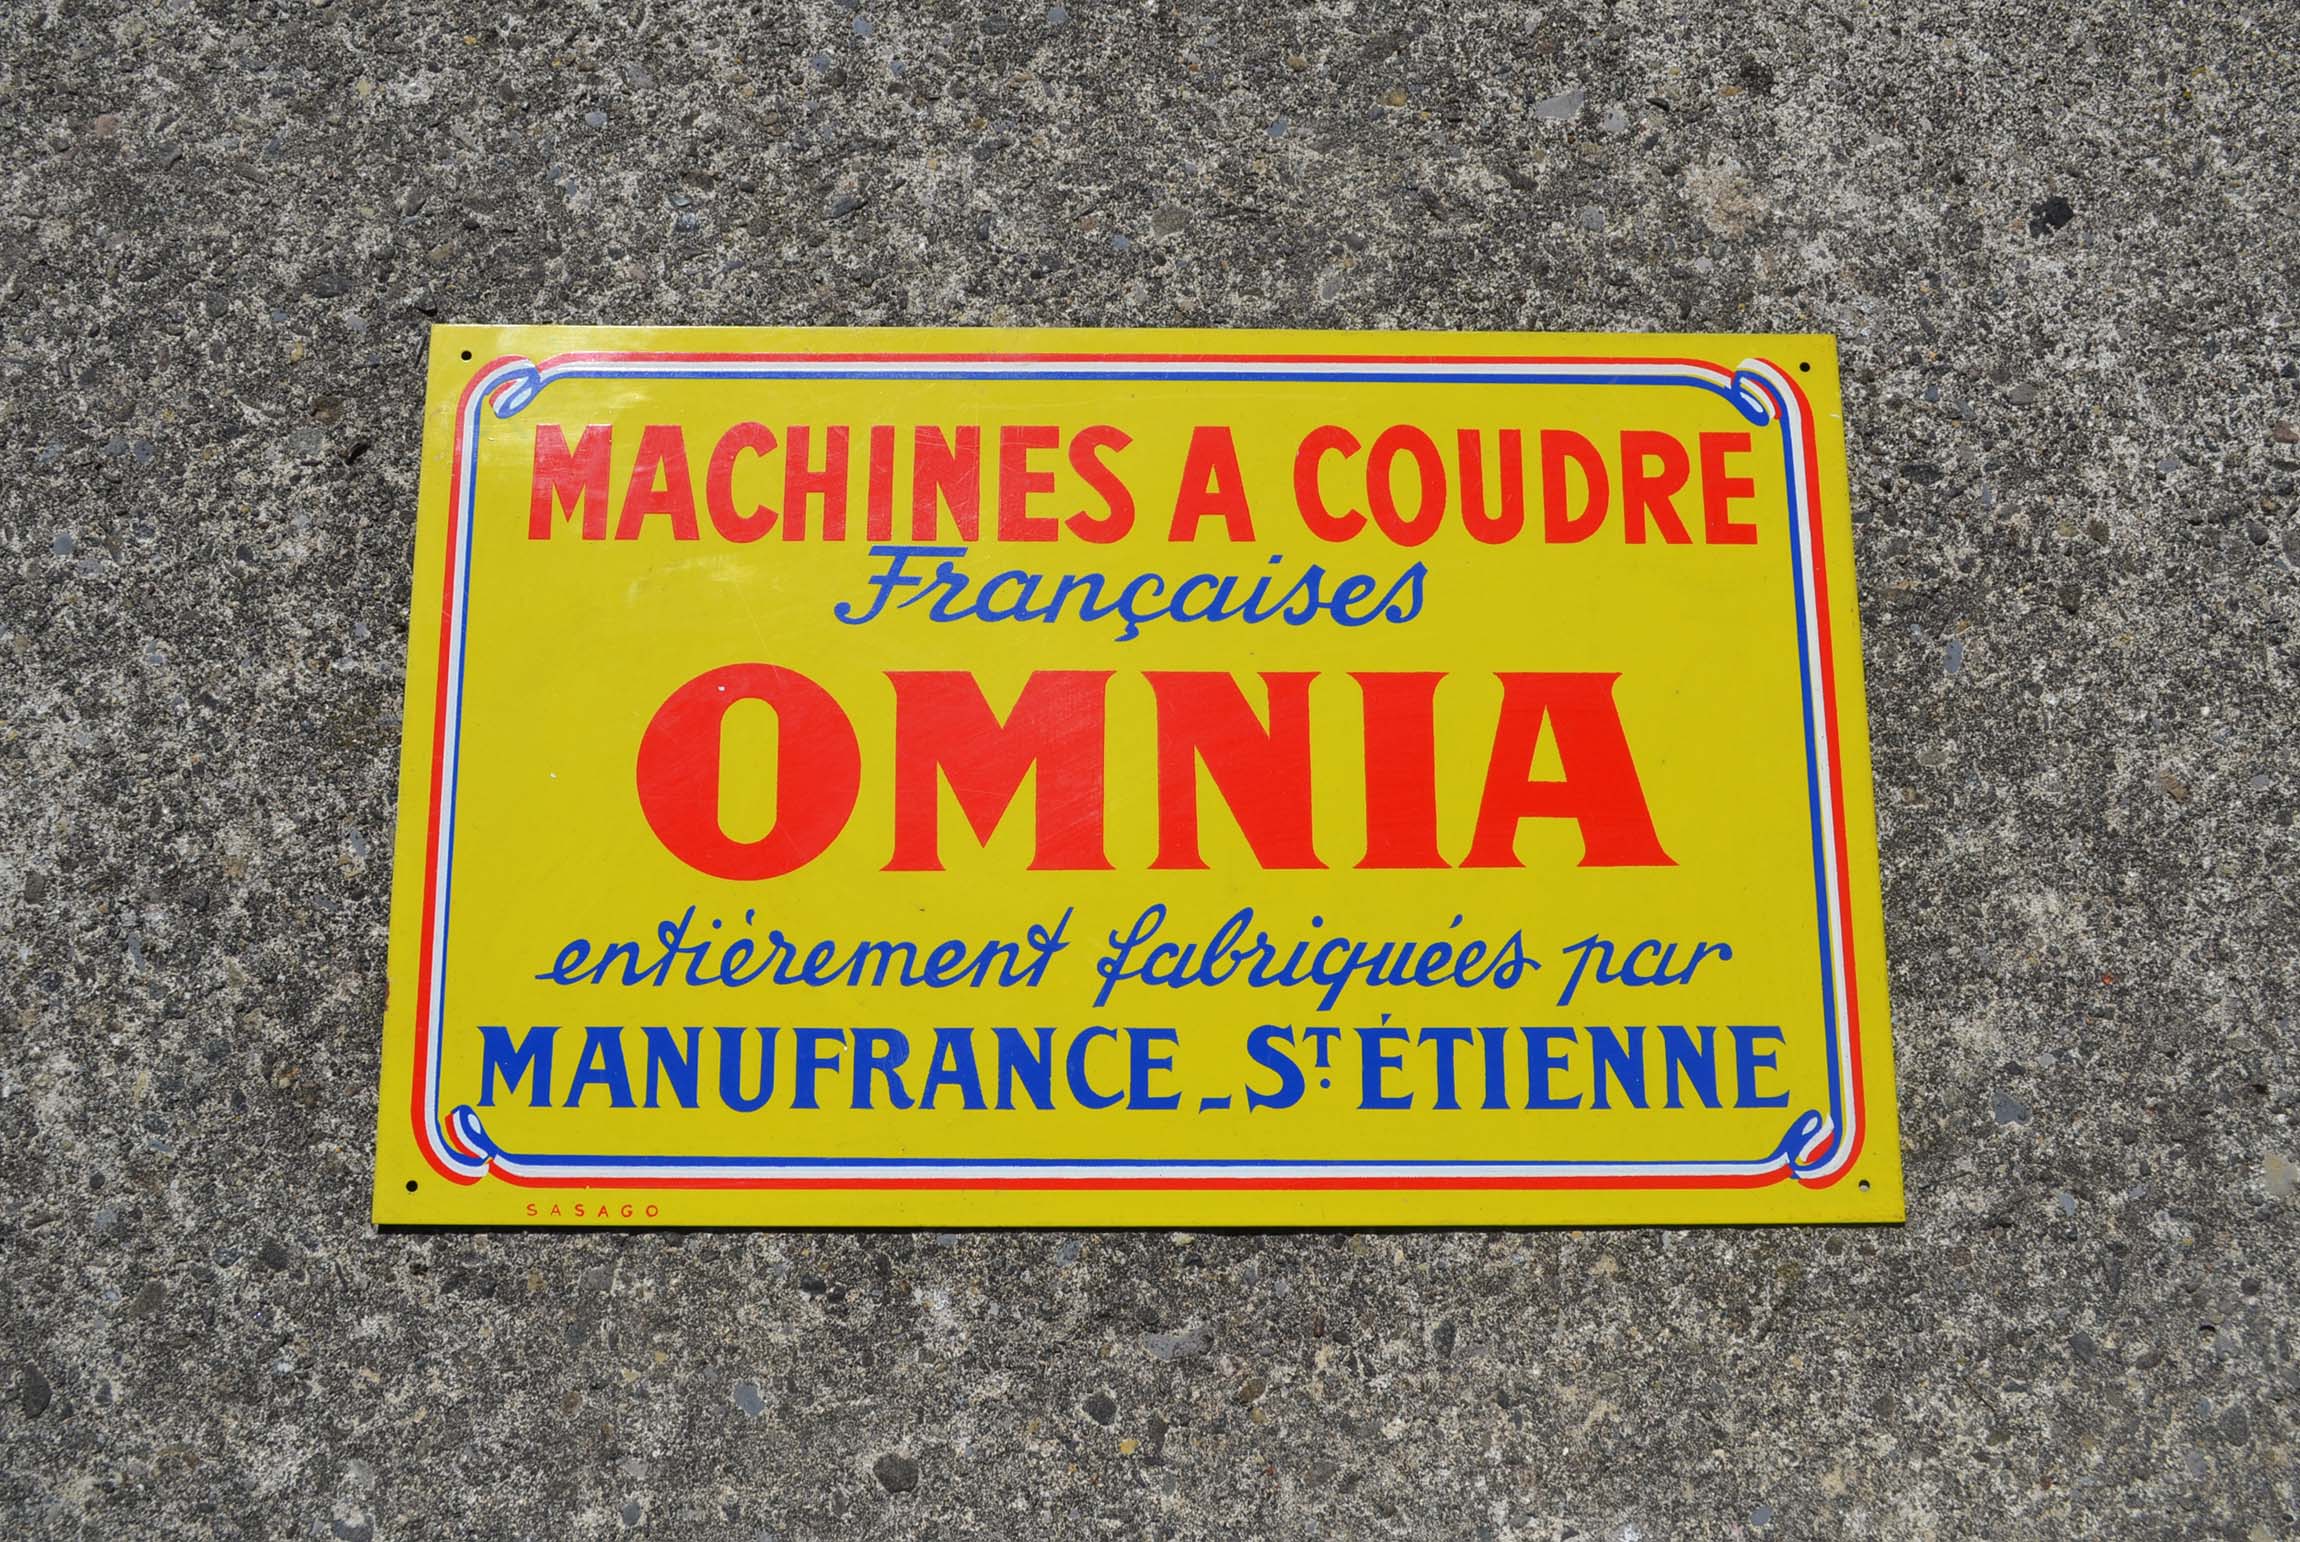 MACHINES A COUDRE
Françaises
OMNIA
entièrement fabriquées par
MANUFRANCE_ST. ÉTIENNE
SASAGO